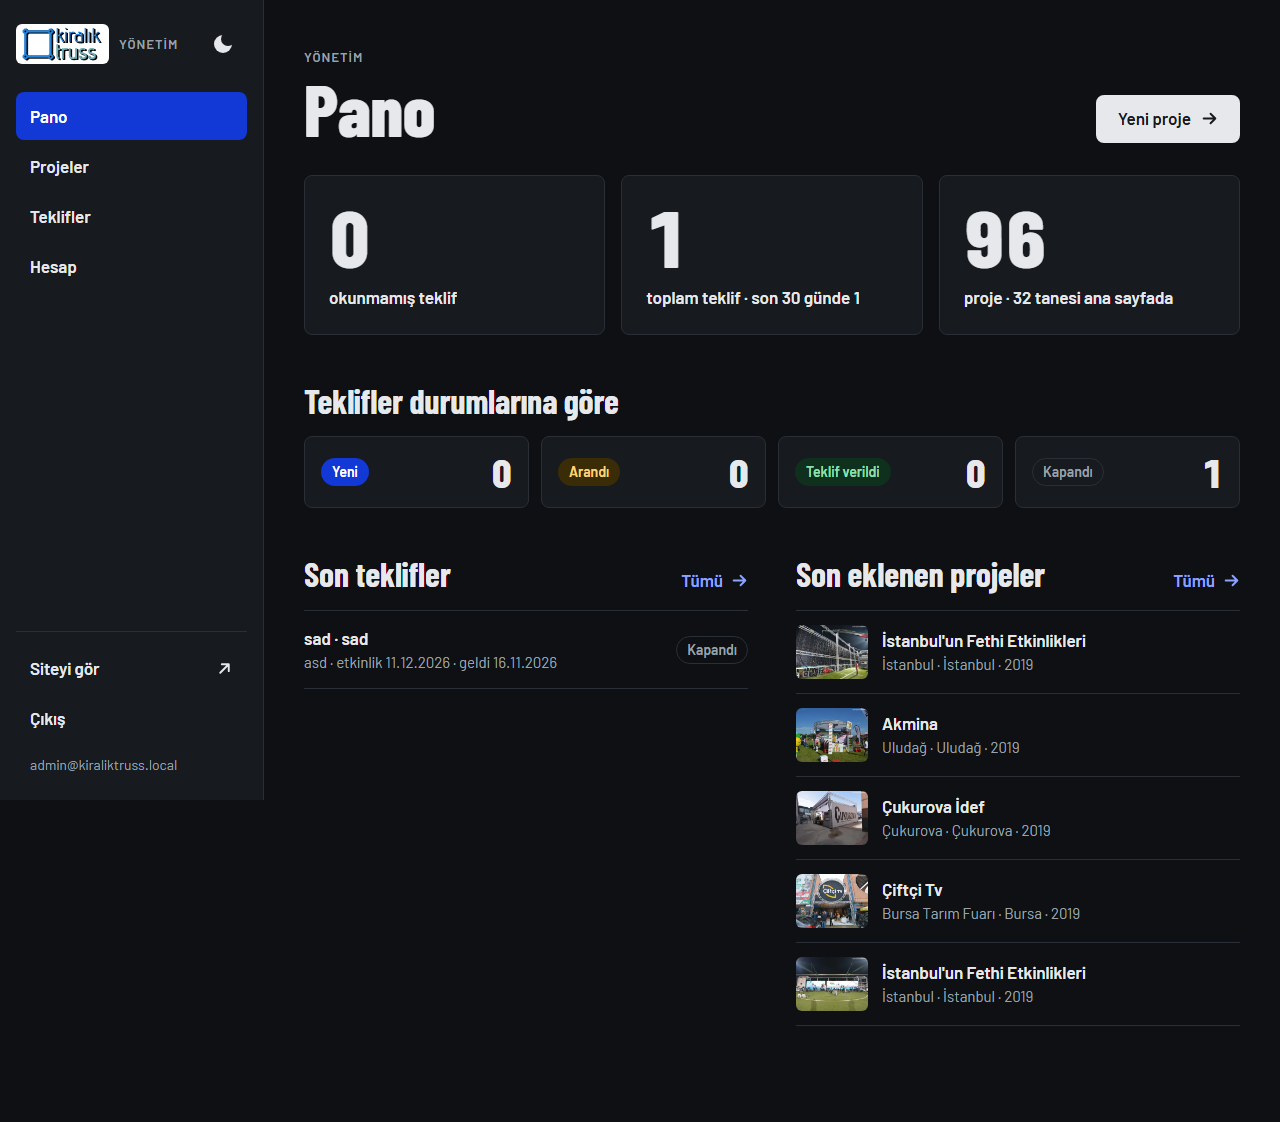 kiralık
truss
YÖNETİM
Pano
Projeler
Teklifler
Hesap
Siteyi gör
Çıkış
admin@kiraliktruss.local
YÖNETİM
Pano
Yeni proje
0
okunmamış teklif
1
toplam teklif · son 30 günde 1
96
proje · 32 tanesi ana sayfada
Teklifler durumlarına göre
Yeni 0
Arandı 0
Teklif verildi 0
Kapandı 1
Son teklifler
Tümü
sad · sad
asd · etkinlik 11.12.2026 · geldi 16.11.2026
Kapandı
Son eklenen projeler
Tümü
İstanbul'un Fethi Etkinlikleri
İstanbul · İstanbul · 2019
Akmina
Uludağ · Uludağ · 2019
Çukurova İdef
Çukurova · Çukurova · 2019
Çiftçi Tv
Bursa Tarım Fuarı · Bursa · 2019
İstanbul'un Fethi Etkinlikleri
İstanbul · İstanbul · 2019